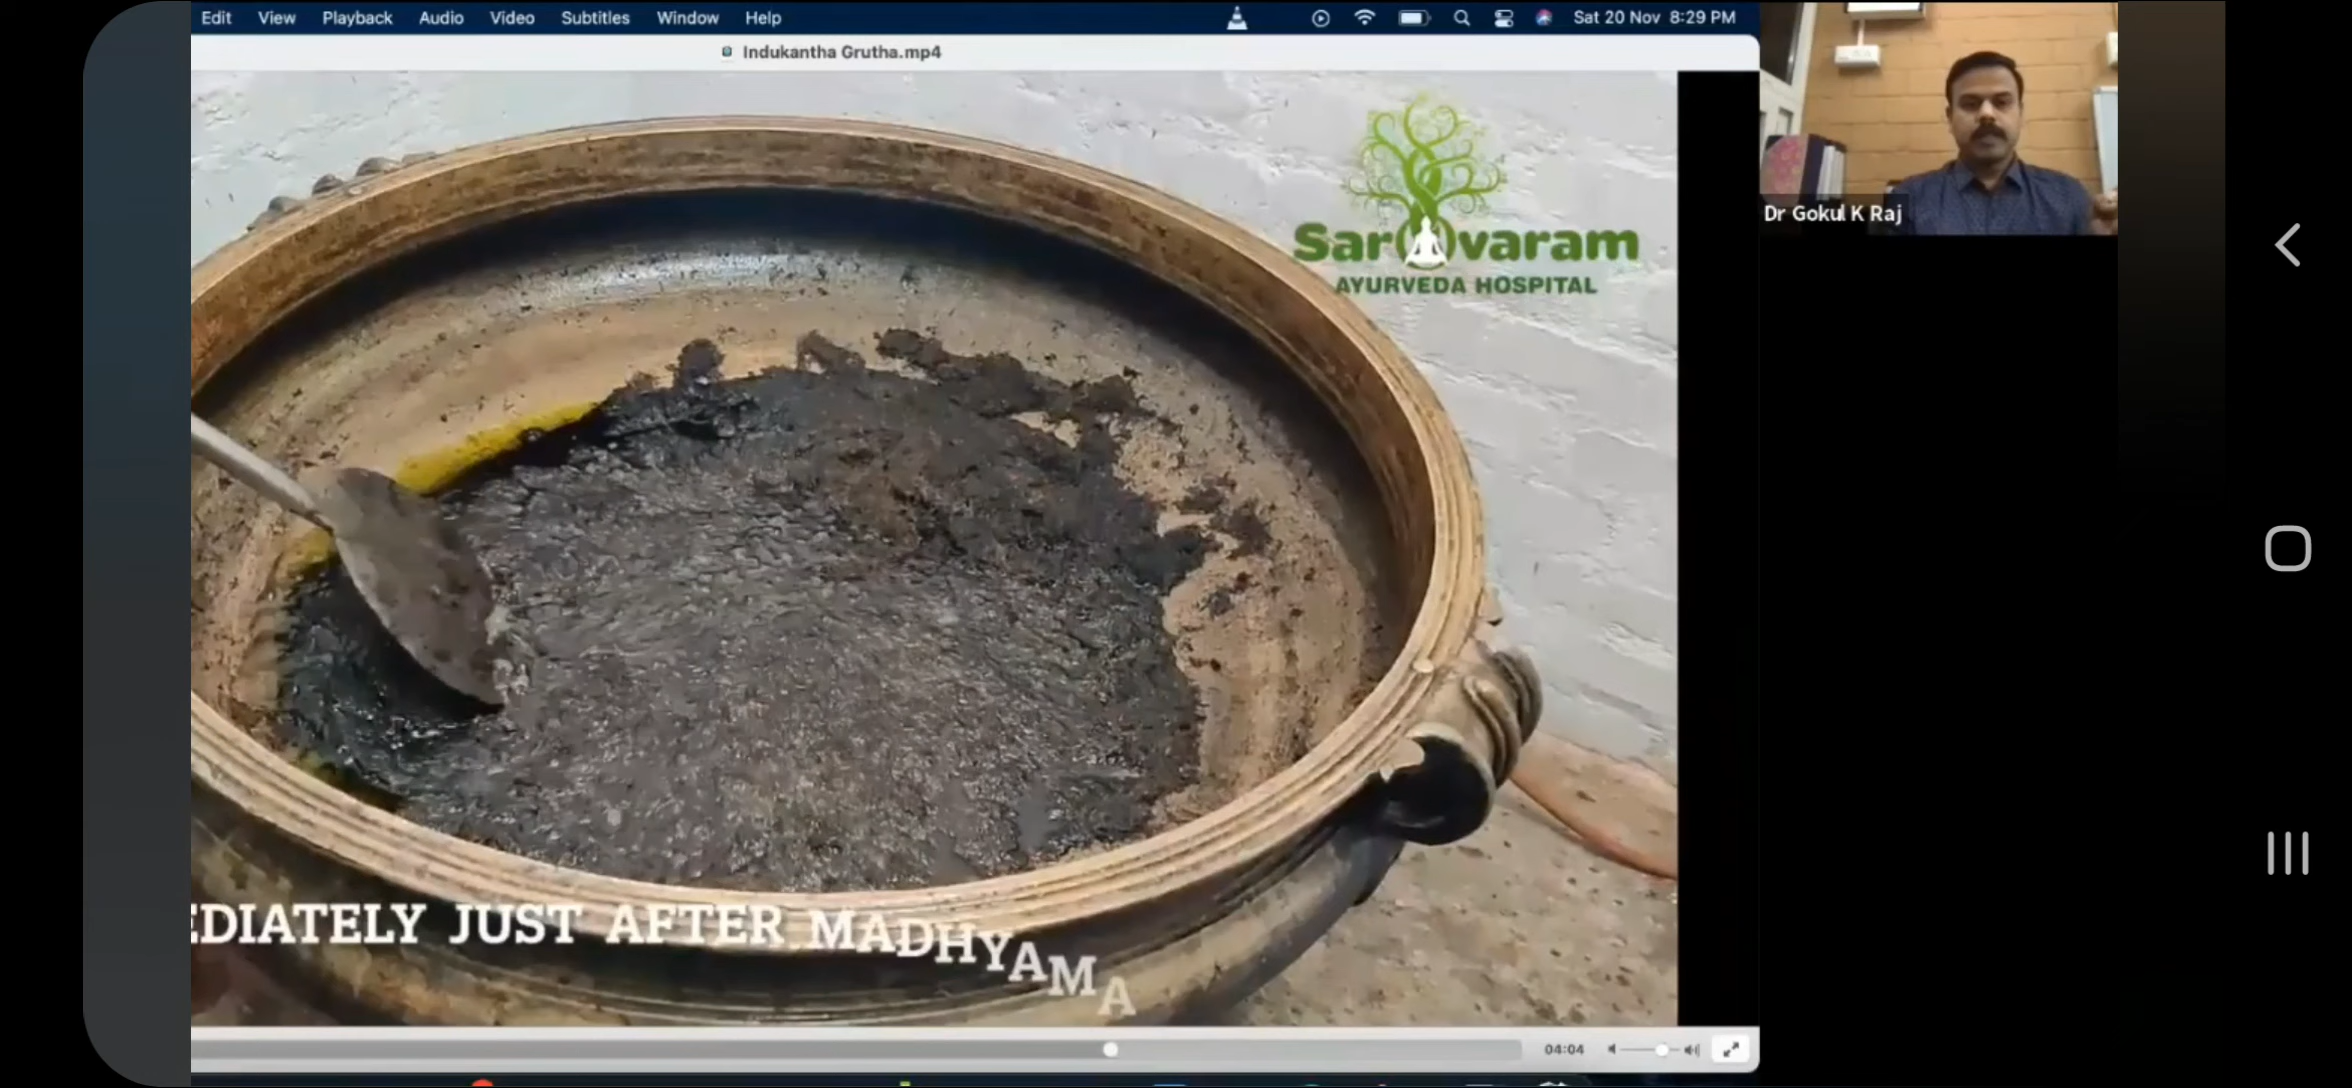 Edit View Playback Audio Video Subtitles Window Help Sat 20 Nov 8:29 PM
Indukantha Grutha.mp4
Sarovaram
AYURVEDA HOSPITAL
Dr Gokul K Raj
EDIATELY JUST AFTER MADHYAMA
04:04